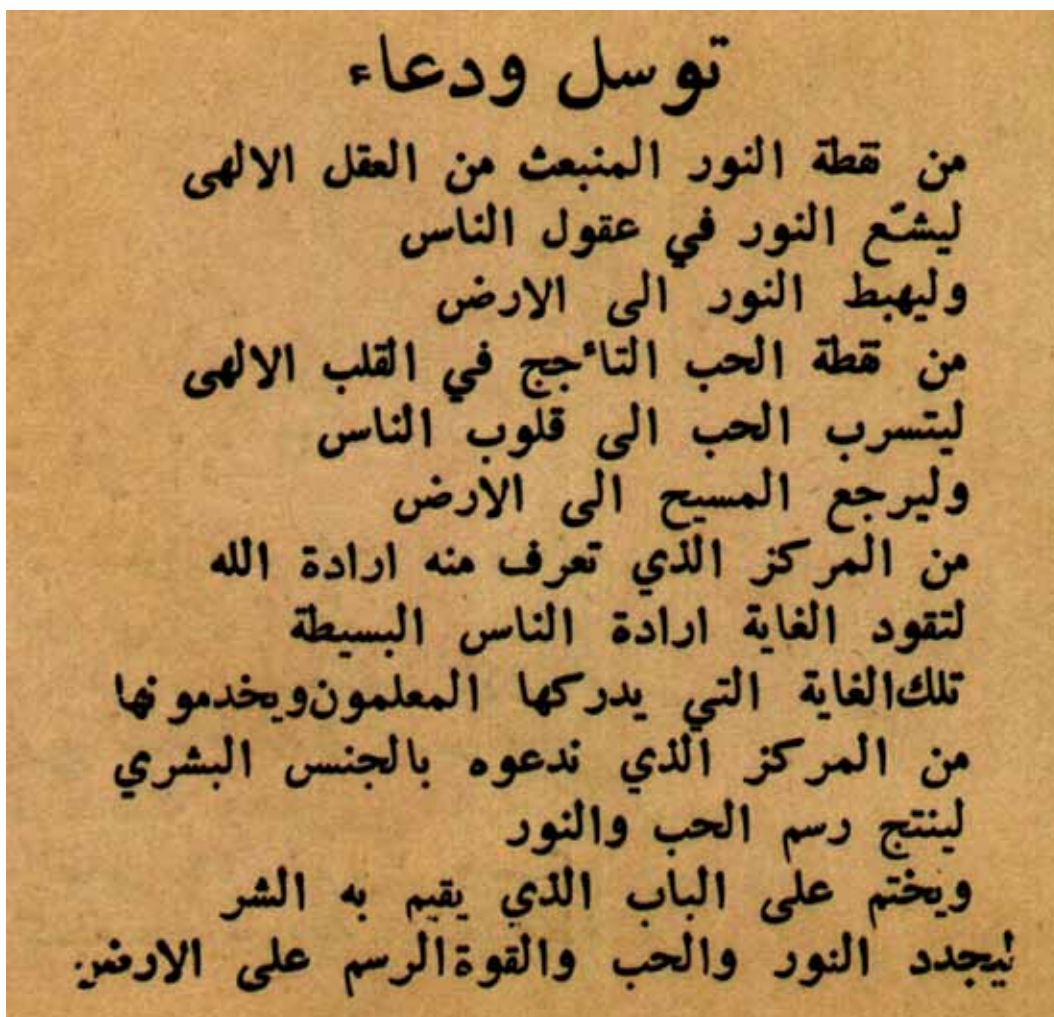 توسل ودعاء
من نقطة النور المنبعث من العقل الالهى
ليشّع النور في عقول الناس
وليهبط النور الى الارض
من نقطة الحب التأجج في القلب الالهى
ليتسرب الحب الى قلوب الناس
وليرجع المسيح الى الارض
من المركز الذي تعرف منه ارادة الله
لتقود الغاية ارادة الناس البسيطة
تلك الغاية التي يدركها المعلمون ويخدمونها
من المركز الذي ندعوه بالجنس البشري
لينتج رسم الحب والنور
ويختم على الباب الذي يقيم به الشر
ليجدد النور والحب والقوة الرسم على الارض.